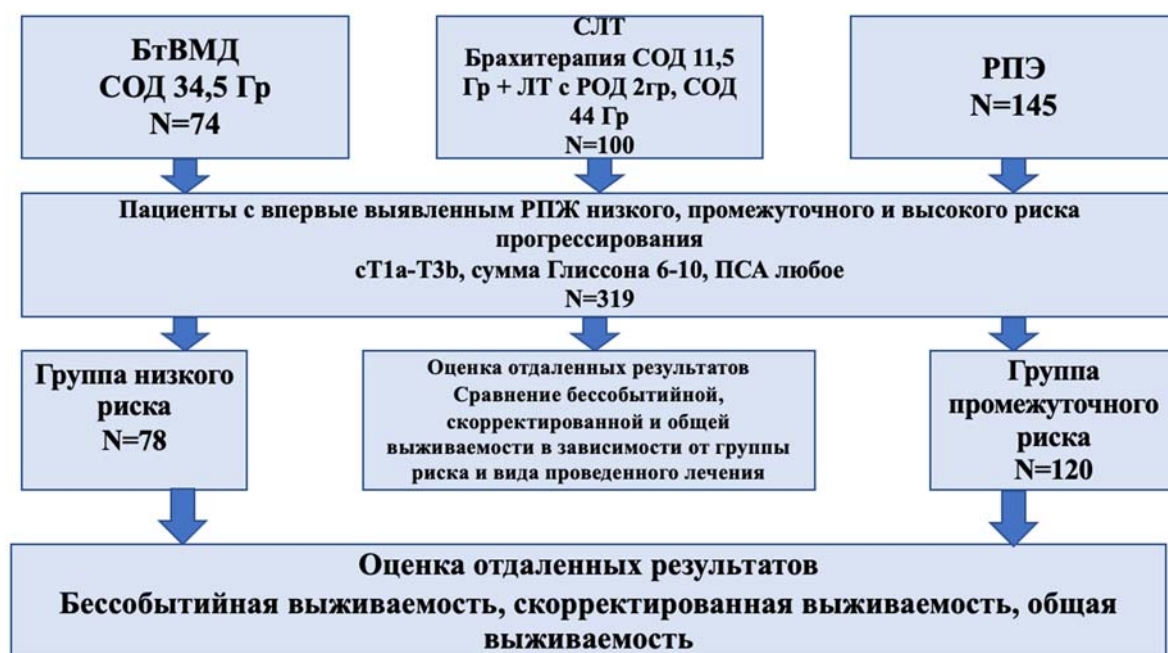 БтВМД
СОД 34,5 Гр
N=74
СЛТ
Брахитерапия СОД 11,5
Гр + ЛТ с РОД 2гр, СОД
44 Гр
N=100
РПЭ
N=145
Пациенты с впервые выявленным РПЖ низкого, промежуточного и высокого риска
прогрессирования
сТ1а-Т3b, сумма Глиссона 6-10, ПСА любое
N=319
Группа низкого
риска
N=78
Оценка отдаленных результатов
Сравнение бессобытийной,
скорректированной и общей
выживаемости в зависимости от группы
риска и вида проведенного лечения
Группа
промежуточного
риска
N=120
Оценка отдаленных результатов
Бессобытийная выживаемость, скорректированная выживаемость, общая
выживаемость